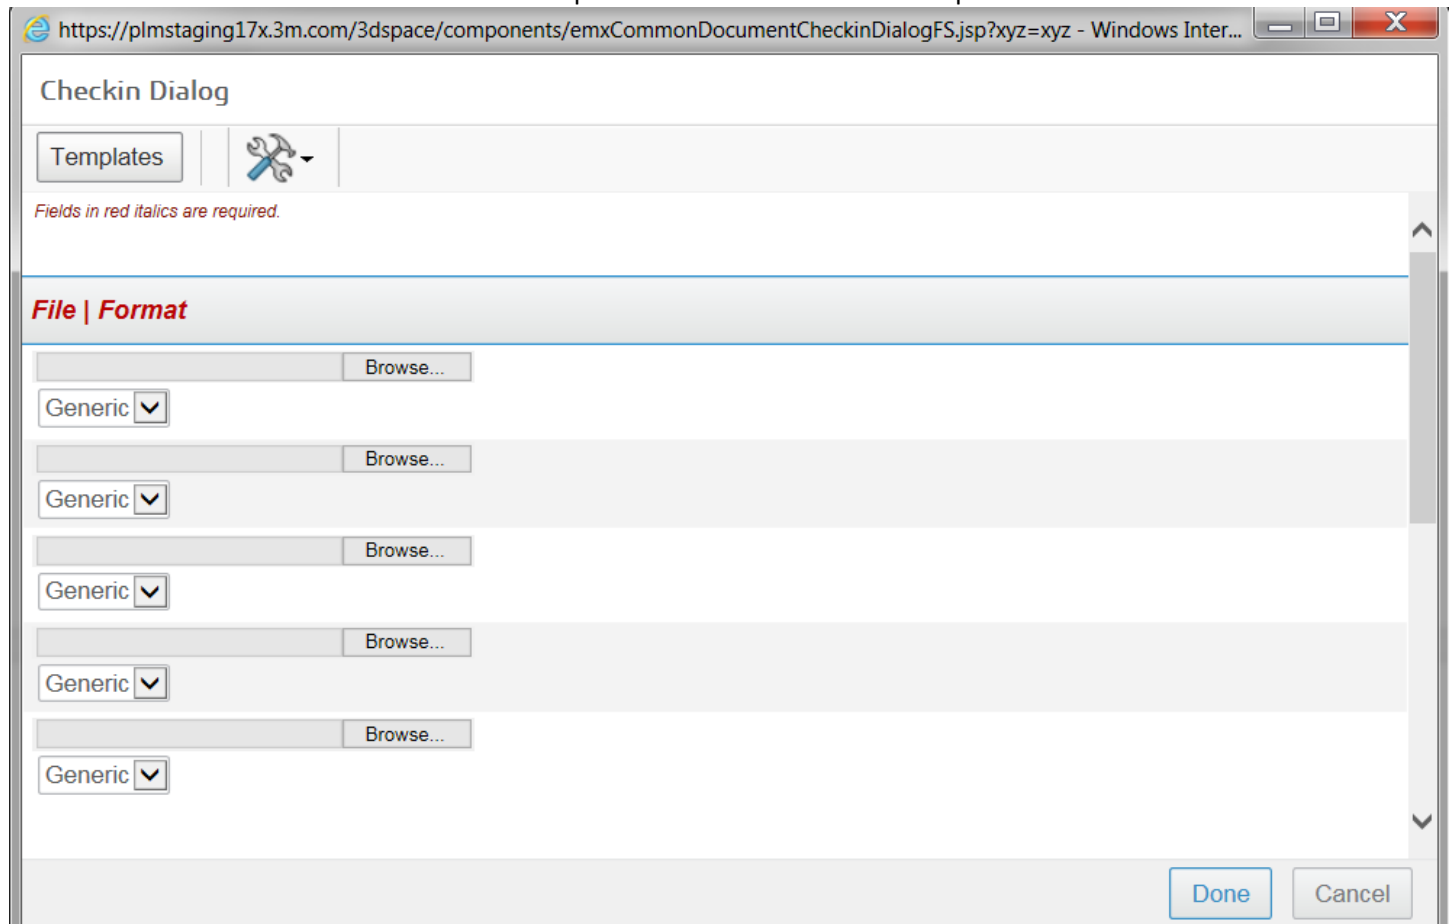 https://plmstaging17x.3m.com/3dspace/components/emxCommonDocumentCheckinDialogFS.jsp?xyz=xyz - Windows Inter...
Checkin Dialog
Templates
Fields in red italics are required.
File | Format
Browse...
Generic
Browse...
Generic
Browse...
Generic
Browse...
Generic
Browse...
Generic
Done Cancel